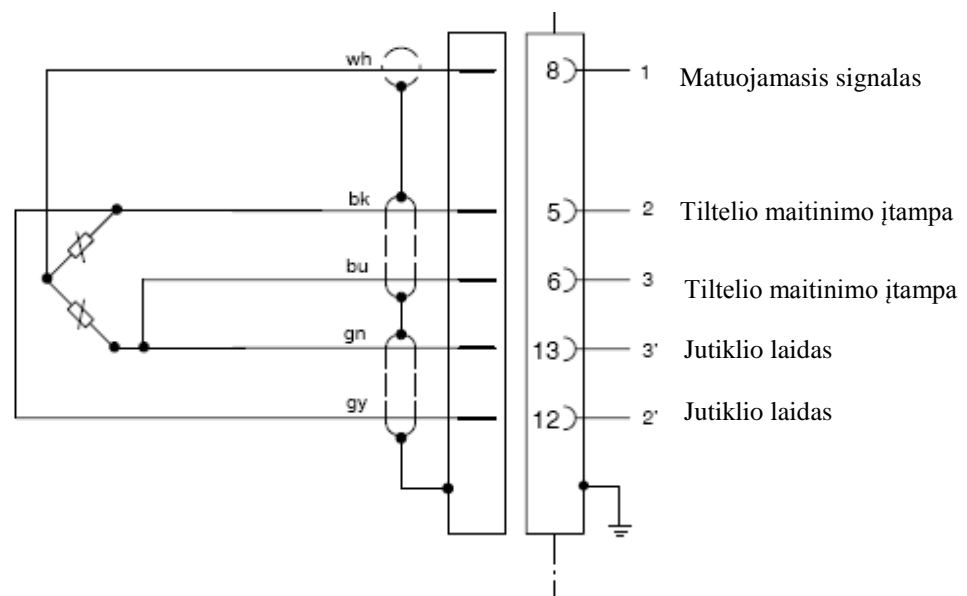 wh 8 1 Matuojamasis signalas
bk 5 2 Tiltelio maitinimo įtampa
bu 6 3 Tiltelio maitinimo įtampa
gn 13 3' Jutiklio laidas
gy 12 2' Jutiklio laidas